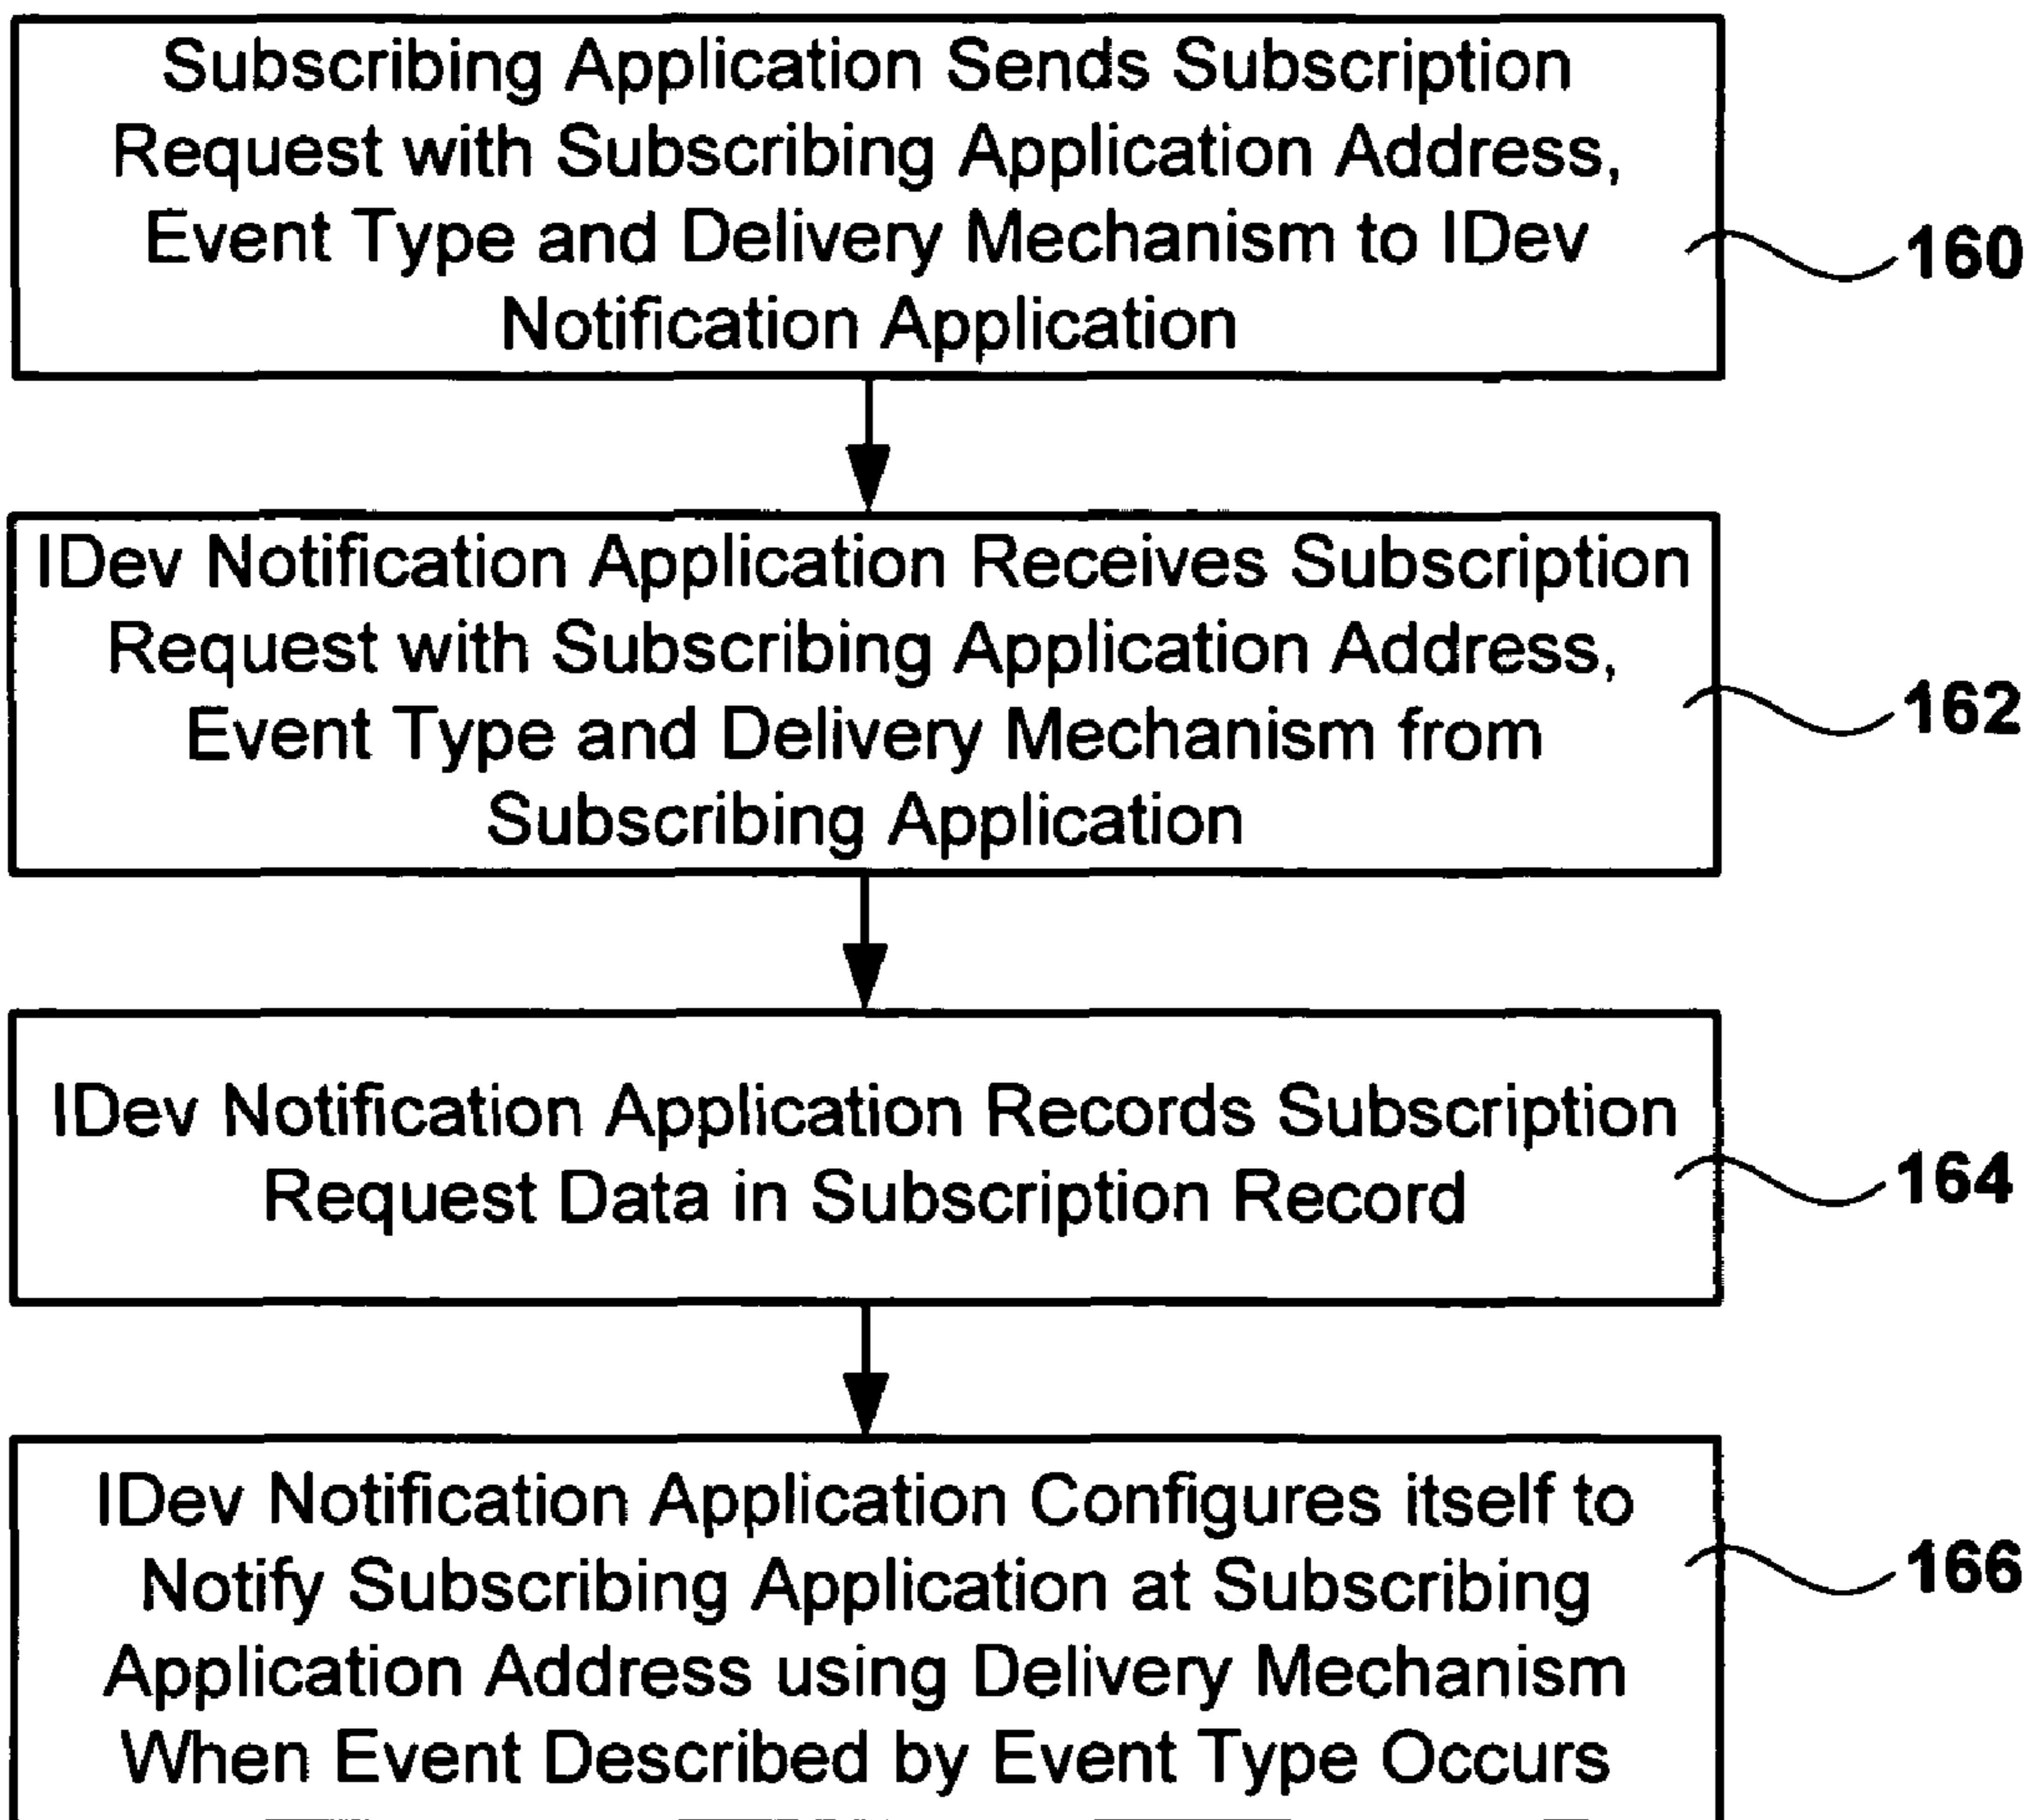 Subscribing Application Sends Subscription
Request with Subscribing Application Address,
Event Type and Delivery Mechanism to IDev
Notification Application
160
IDev Notification Application Receives Subscription
Request with Subscribing Application Address,
Event Type and Delivery Mechanism from
Subscribing Application
162
IDev Notification Application Records Subscription
Request Data in Subscription Record
164
IDev Notification Application Configures itself to
Notify Subscribing Application at Subscribing
Application Address using Delivery Mechanism
When Event Described by Event Type Occurs
166